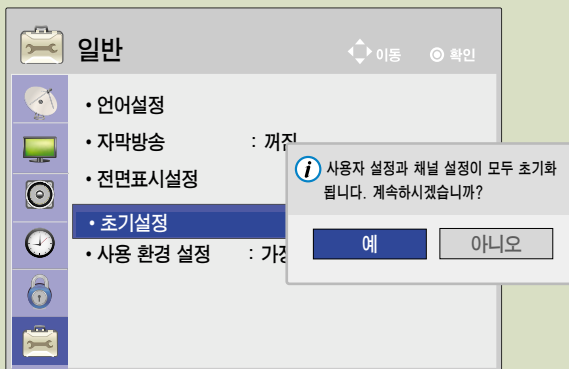 일반
이동 확인
• 언어설정
• 자막방송 : 꺼짐
• 전면표시설정
• 초기설정
• 사용 환경 설정 : 가정
사용자 설정과 채널 설정이 모두 초기화
됩니다. 계속하시겠습니까?
예 아니오